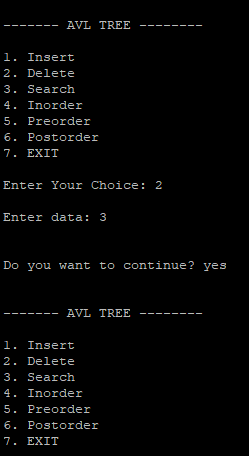 ------- AVL TREE --------
1. Insert
2. Delete
3. Search
4. Inorder
5. Preorder
6. Postorder
7. EXIT
Enter Your Choice: 2
Enter data: 3
Do you want to continue? yes
------- AVL TREE --------
1. Insert
2. Delete
3. Search
4. Inorder
5. Preorder
6. Postorder
7. EXIT